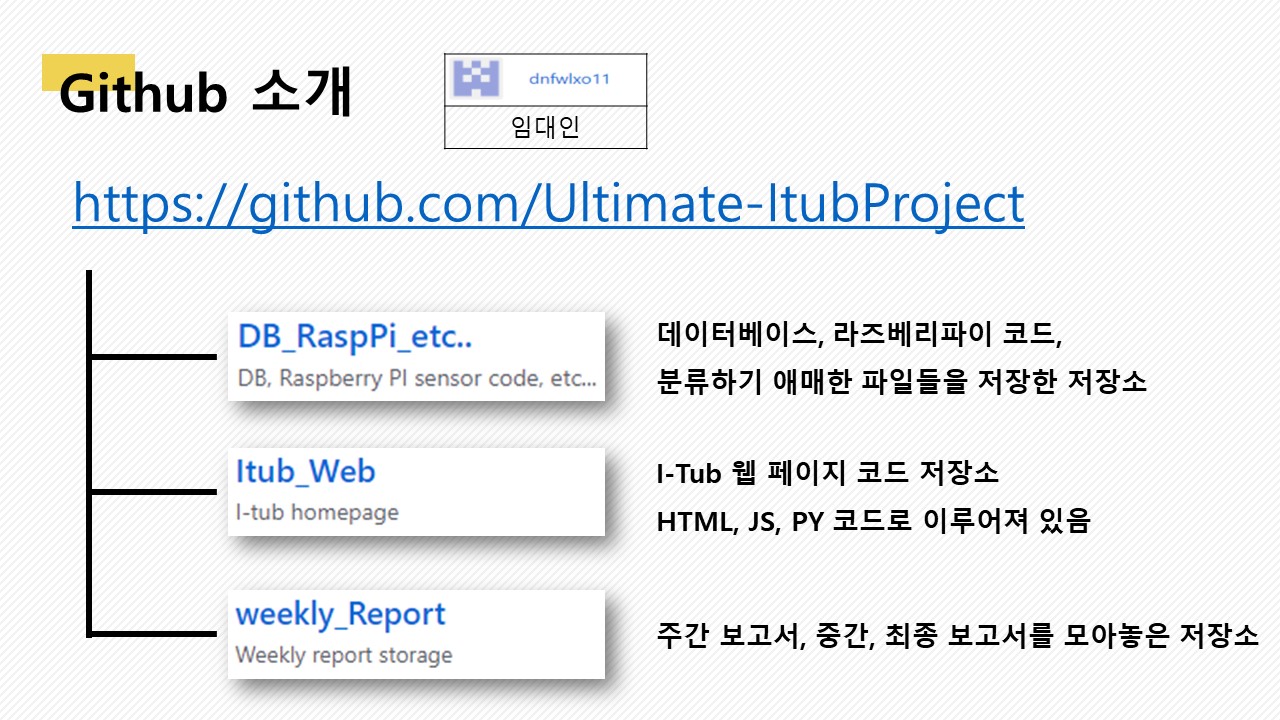 Github 소개
dnfwlxo11
임대인
https://github.com/Ultimate-ItubProject
DB_RaspPi_etc..
DB, Raspberry PI sensor code, etc...
데이터베이스, 라즈베리파이 코드,
분류하기 애매한 파일들을 저장한 저장소
Itub_Web
I-tub homepage
I-Tub 웹 페이지 코드 저장소
HTML, JS, PY 코드로 이루어져 있음
weekly_Report
Weekly report storage
주간 보고서, 중간, 최종 보고서를 모아놓은 저장소